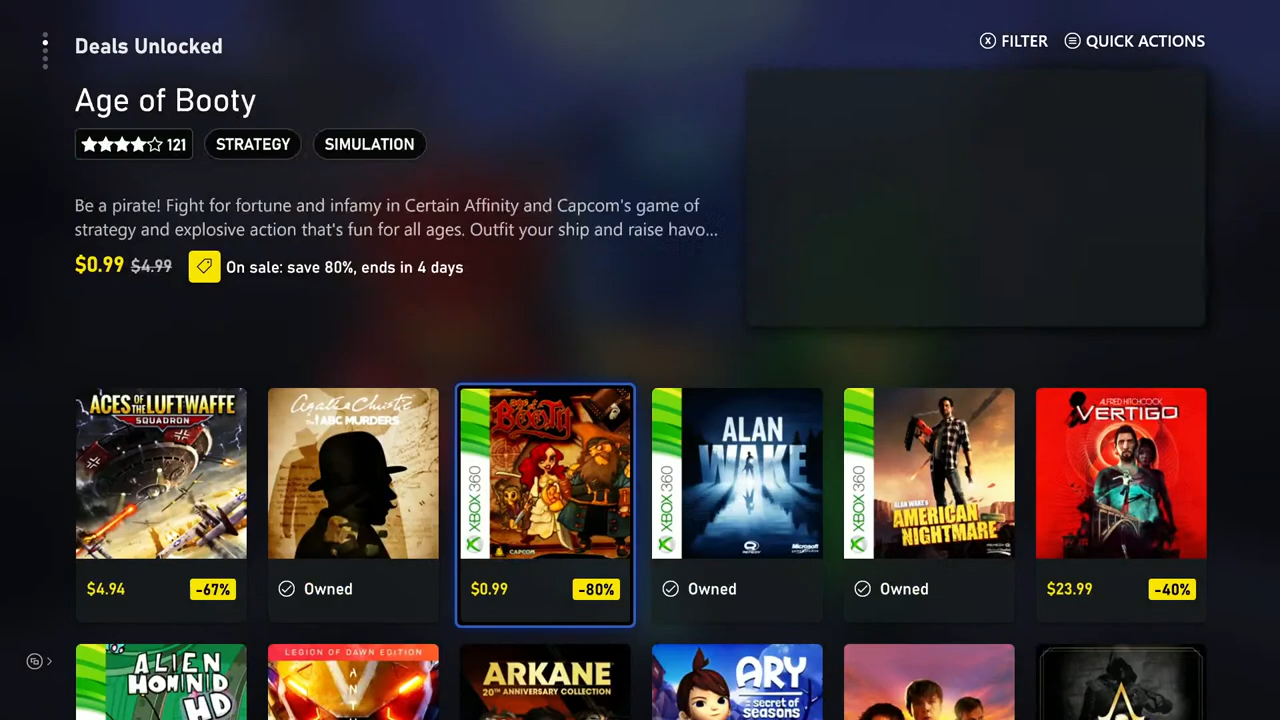 Deals Unlocked
FILTER
QUICK ACTIONS
Age of Booty
121
STRATEGY
SIMULATION
Be a pirate! Fight for fortune and infamy in Certain Affinity and Capcom's game of
strategy and explosive action that's fun for all ages. Outfit your ship and raise havo...
$0.99 $4.99 On sale: save 80%, ends in 4 days
ACES OF THE LUFTWAFFE
SQUADRON
Agatha Christie
THE ABC MURDERS
XBOX 360
Age of
Booty
CAPCOM
XBOX 360
ALAN
WAKE
REMEDY
Microsoft
XBOX 360
ALAN WAKE'S
AMERICAN
NIGHTMARE
ALFRED HITCHCOCK
VERTIGO
$4.94 -67%
Owned
$0.99 -80%
Owned
Owned
$23.99 -40%
ALIEN
HOMINID
HD
LEGION OF DAWN EDITION
ANTH
ARKANE
20TH ANNIVERSARY COLLECTION
ARY
secret of
seasons